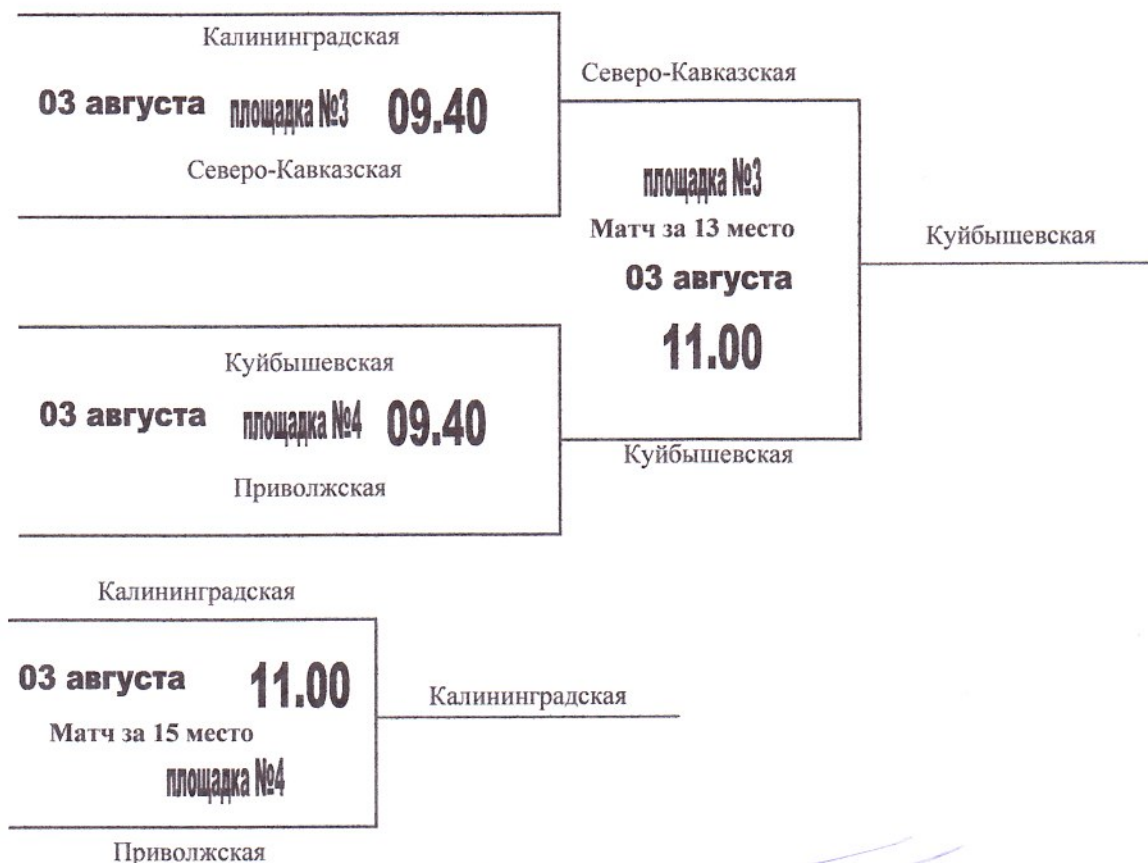 Калининградская
03 августа площадка №3 09.40
Северо-Кавказская
Северо-Кавказская
площадка №3
Матч за 13 место
03 августа
11.00
Куйбышевская
Куйбышевская
03 августа площадка №4 09.40
Приволжская
Куйбышевская
Калининградская
03 августа 11.00
Матч за 15 место
площадка №4
Приволжская
Калининградская